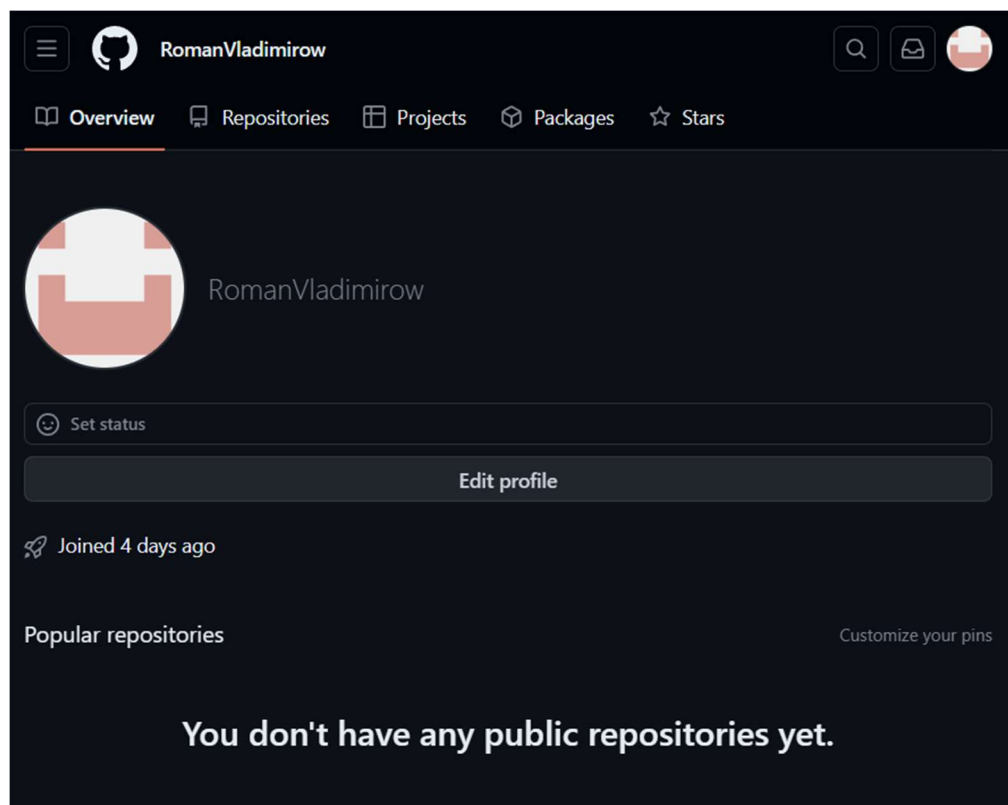 RomanVladimirow
Overview Repositories Projects Packages Stars
RomanVladimirow
Set status
Edit profile
Joined 4 days ago
Popular repositories Customize your pins
You don't have any public repositories yet.